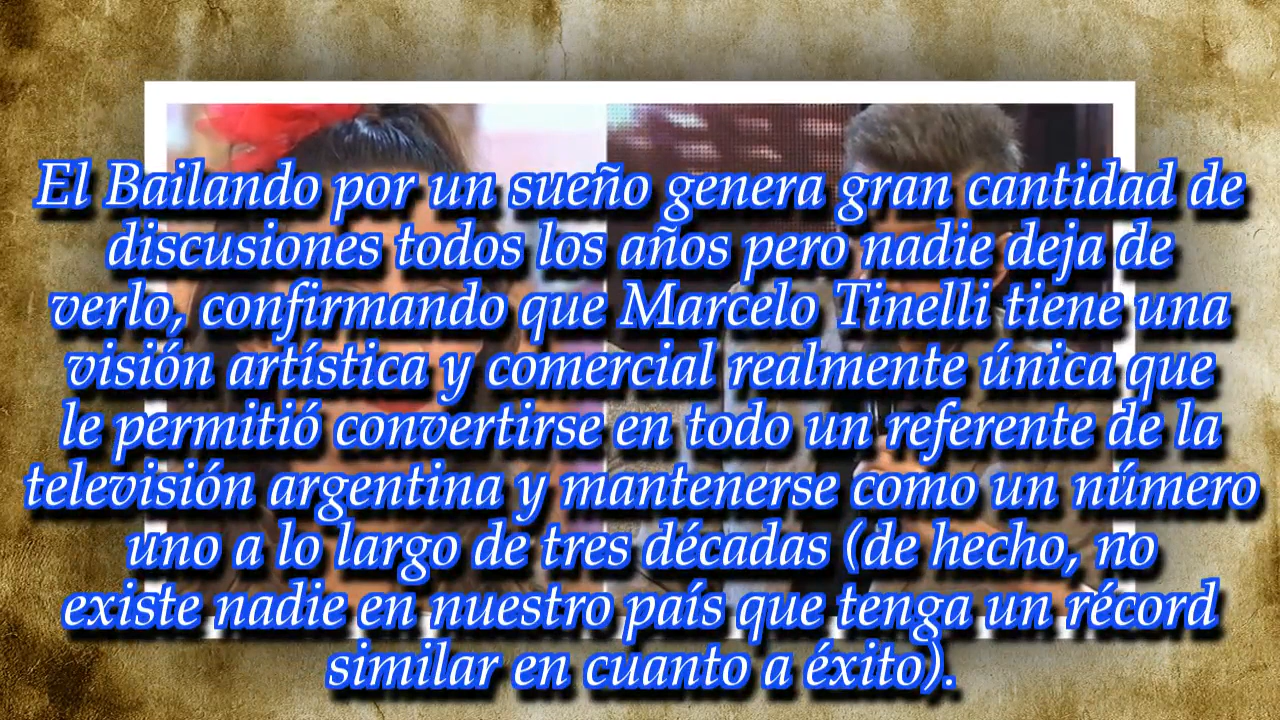 El Bailando por un sueño genera gran cantidad de
discusiones todos los años pero nadie deja de
verlo, confirmando que Marcelo Tinelli tiene una
visión artística y comercial realmente única que
le permitió convertirse en todo un referente de la
televisión argentina y mantenerse como un número
uno a lo largo de tres décadas (de hecho, no
existe nadie en nuestro país que tenga un récord
similar en cuanto a éxito).